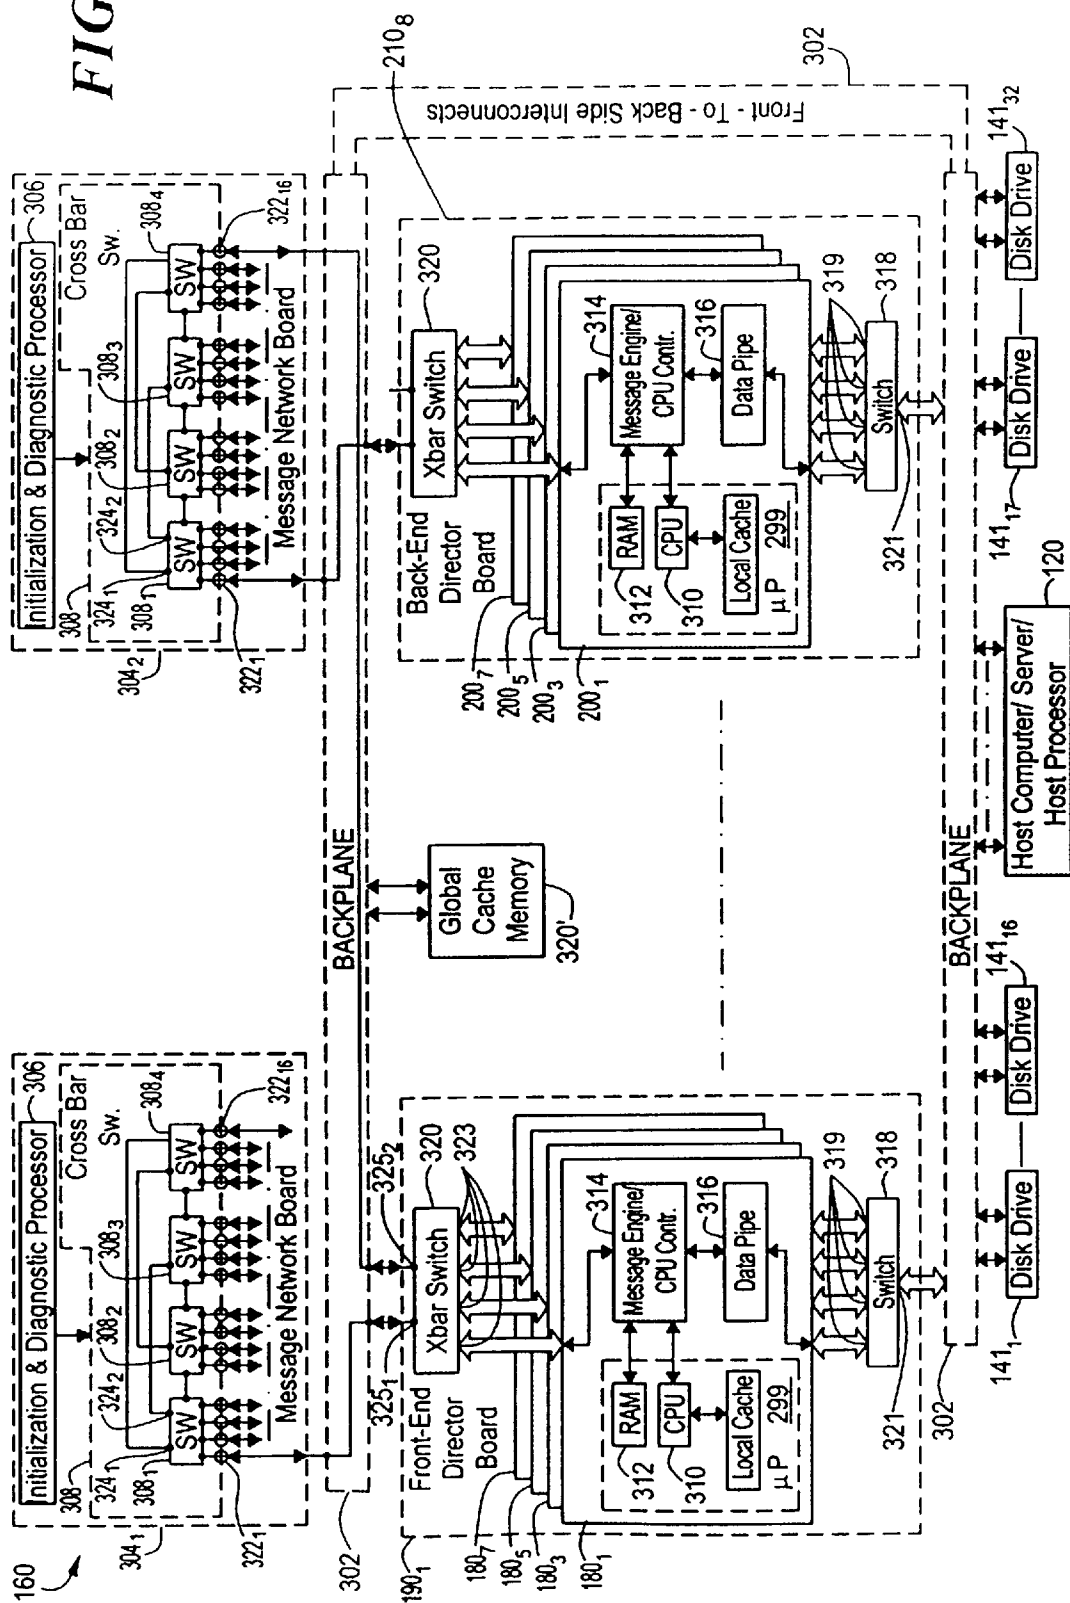 FIG
160
Initialization & Diagnostic Processor
306
308
Cross Bar
Sw.
324₁
324₂
308₂
308₃
308₄
308₁
SW
SW
SW
SW
304₁
322₁
322₁₆
Message Network Board
Initialization & Diagnostic Processor
306
308
Cross Bar
Sw.
324₁
324₂
308₂
308₃
308₄
308₁
SW
SW
SW
SW
304₂
322₁
322₁₆
Message Network Board
BACKPLANE
302
Front - To - Back Side Interconnects
302
Global
Cache
Memory
320'
190₁
325₁
325₂
Front-End
Director
Board
Xbar Switch
320
323
180₇
180₅
180₃
180₁
Message Engine/
CPU Contr.
314
RAM
312
CPU
310
Local Cache
299
μ P
Data Pipe
316
319
Switch
318
321
210₈
Back-End
Director
Board
Xbar Switch
320
200₇
200₅
200₃
200₁
Message Engine/
CPU Contr.
314
RAM
312
CPU
310
Local Cache
299
μ P
Data Pipe
316
319
Switch
318
321
302
BACKPLANE
Disk Drive
141₁
Disk Drive
141₁₆
Host Computer/ Server/
Host Processor
120
Disk Drive
141₁₇
Disk Drive
141₃₂